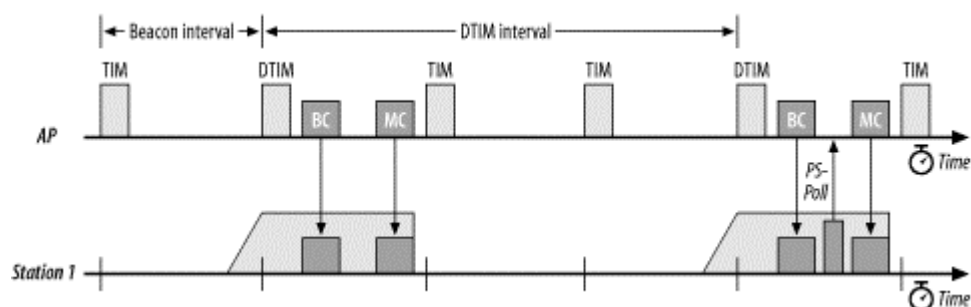 Beacon interval
DTIM interval
TIM
DTIM
TIM
TIM
DTIM
TIM
BC
MC
BC
MC
AP
Time
PS-
Poll
Station 1
Time